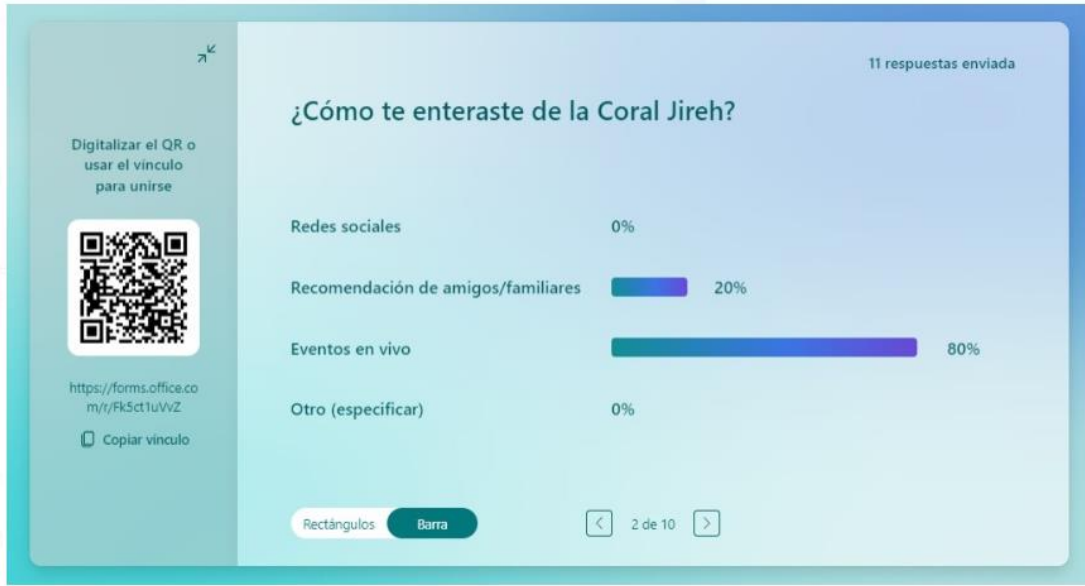 Digitalizar el QR o
usar el vínculo
para unirse
https://forms.office.co
m/r/Fk5ct1uVvZ
Copiar vínculo
11 respuestas enviada
¿Cómo te enteraste de la Coral Jireh?
Redes sociales 0%
Recomendación de amigos/familiares 20%
Eventos en vivo 80%
Otro (especificar) 0%
Rectángulos Barra 2 de 10